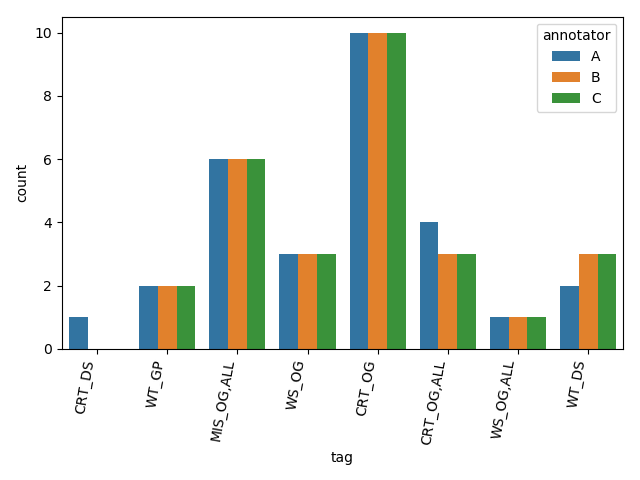 annotator
A
B
C
count
10
8
6
4
2
0
CRT_DS
WT_GP
MIS_OG,ALL
WS_OG
CRT_OG
CRT_OG,ALL
WS_OG,ALL
WT_DS
tag